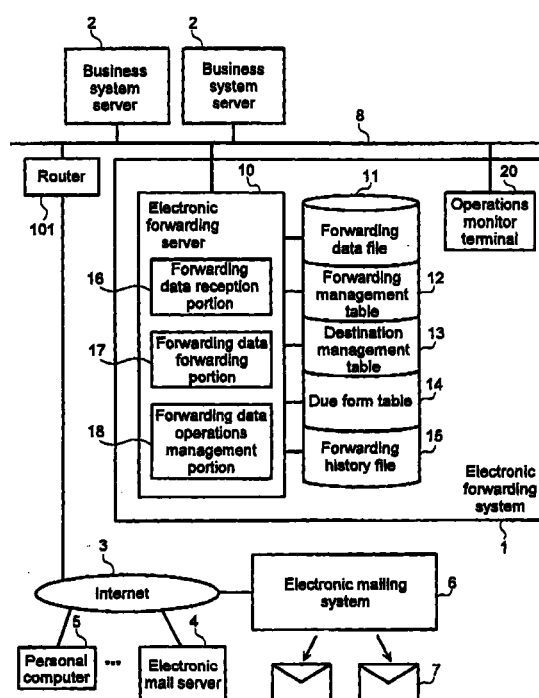 2
2
Business
system
server
Business
system
server
8
Router
101
10
11
20
Electronic
forwarding
server
Forwarding
data file
Operations
monitor
terminal
16
Forwarding
data reception
portion
Forwarding
management
table
12
17
Forwarding data
forwarding
portion
Destination
management
table
13
18
Forwarding data
operations
management
portion
Due form table
14
Forwarding
history file
15
Electronic
forwarding
system
1
3
Internet
Electronic mailing
system
6
5
Personal
computer
...
4
Electronic
mail server
7